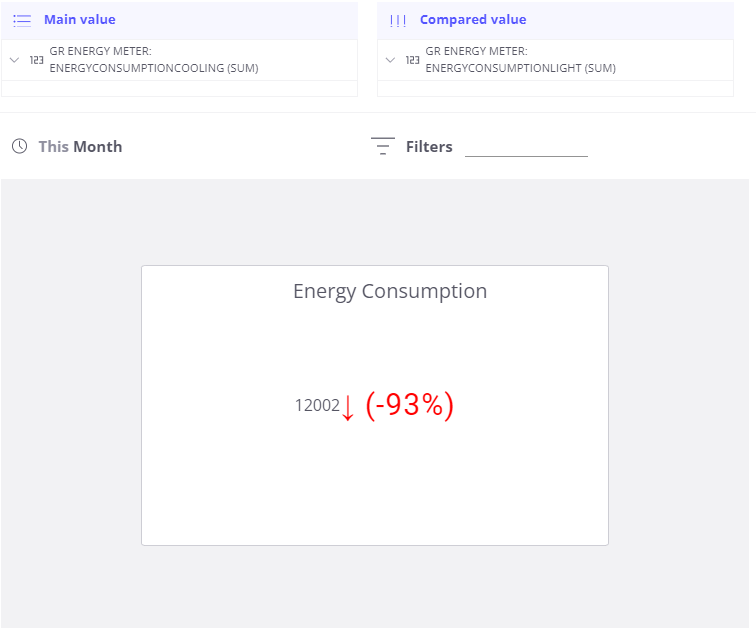 Main value
Compared value
123 GR ENERGY METER:
ENERGYCONSUMPTIONCOOLING (SUM)
123 GR ENERGY METER:
ENERGYCONSUMPTIONLIGHT (SUM)
This Month
Filters
Energy Consumption
12002↓ (-93%)